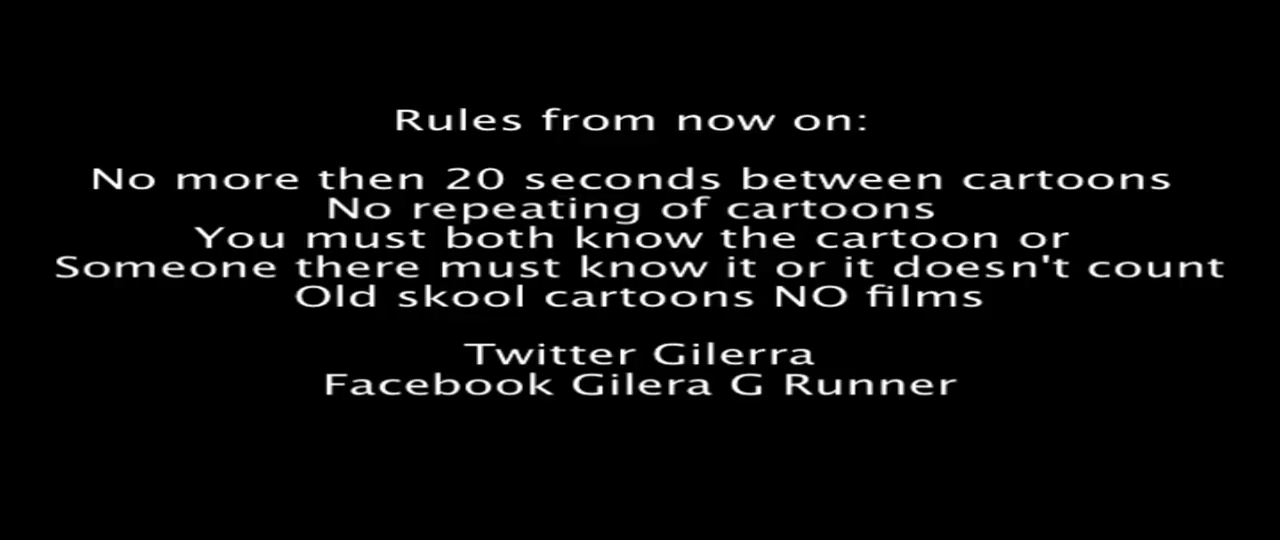 Rules from now on:
No more then 20 seconds between cartoons
No repeating of cartoons
You must both know the cartoon or
Someone there must know it or it doesn't count
Old skool cartoons NO films
Twitter Gilerra
Facebook Gilera G Runner